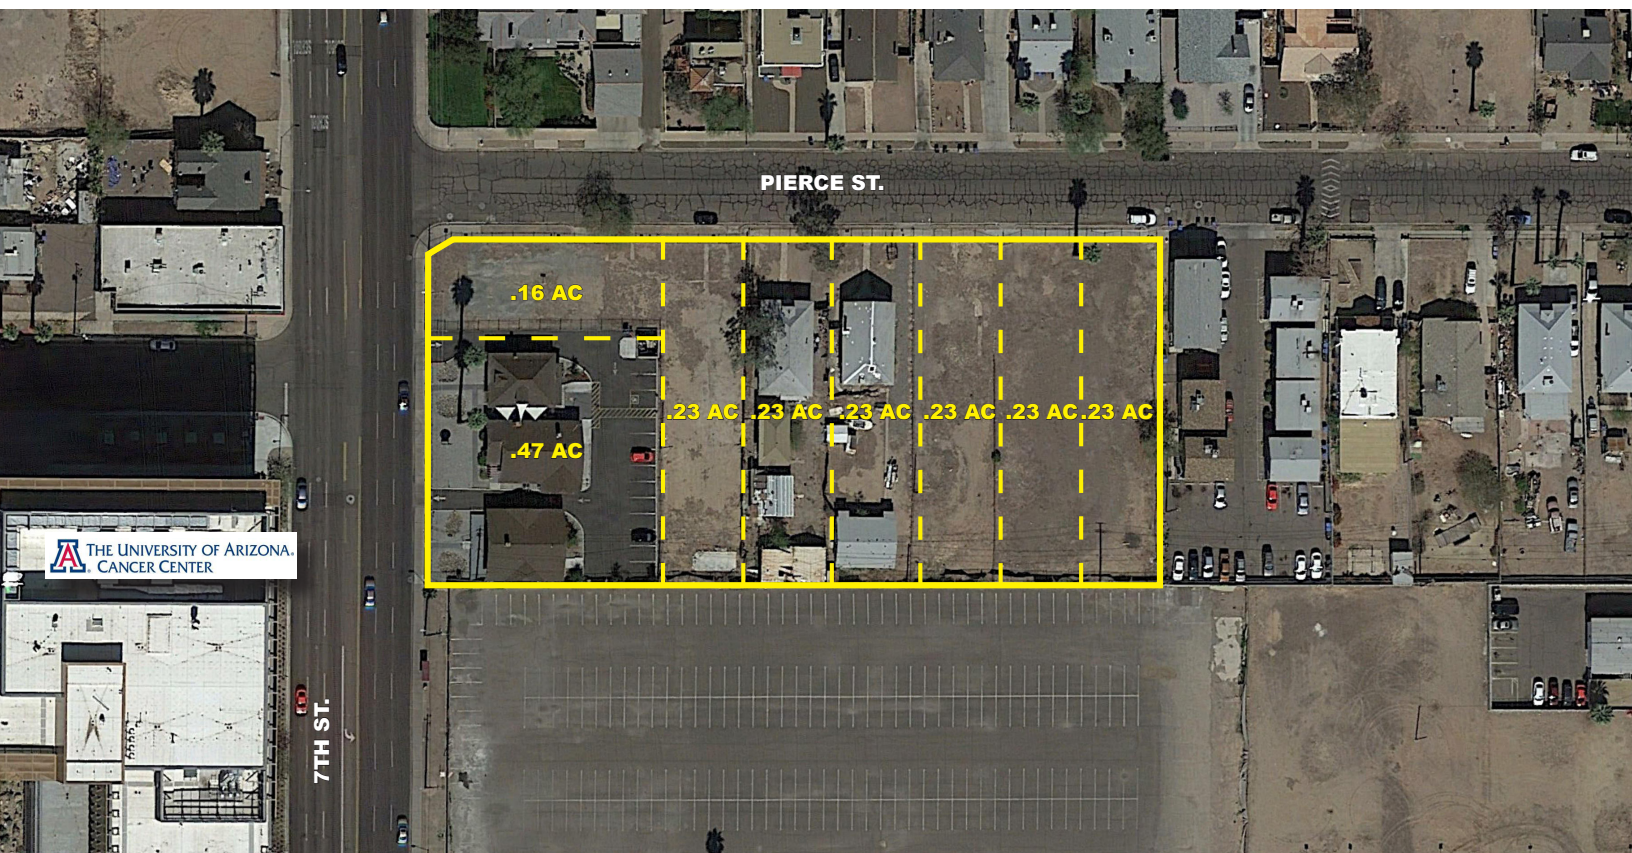 PIERCE ST.
.16 AC
.23 AC .23 AC .23 AC .23 AC .23 AC .23 AC
.47 AC
THE UNIVERSITY OF ARIZONA®
CANCER CENTER
7TH ST.